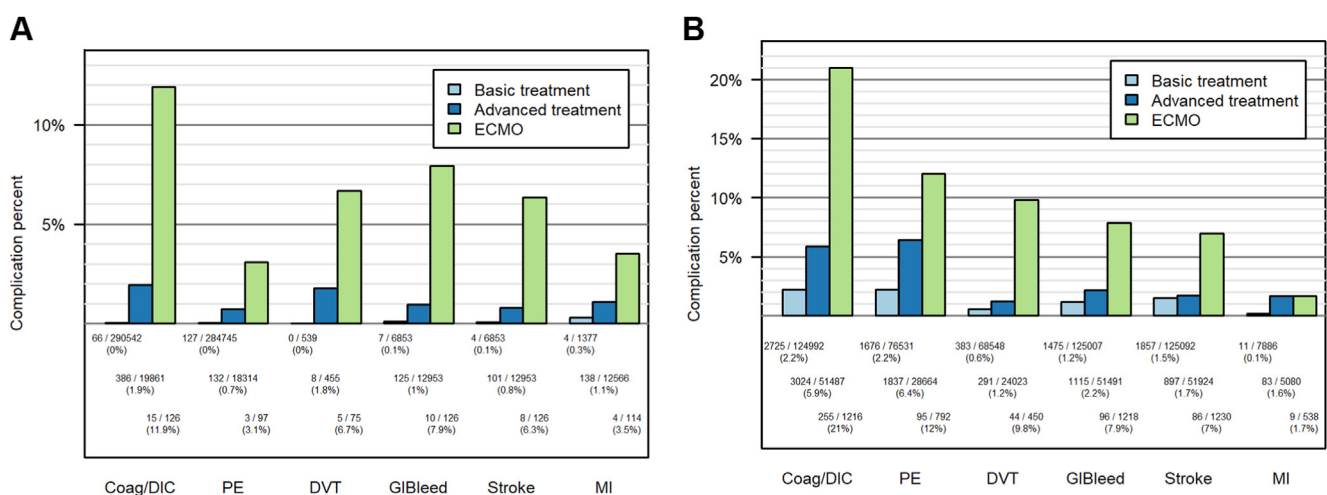 A
Complication percent
10%
5%
Basic treatment
Advanced treatment
ECMO
66 / 290542
(0%)
127 / 284745
(0%)
0 / 539
(0%)
7 / 6853
(0.1%)
4 / 6853
(0.1%)
4 / 1377
(0.3%)
386 / 19861
(1.9%)
132 / 18314
(0.7%)
8 / 455
(1.8%)
125 / 12953
(1%)
101 / 12953
(0.8%)
138 / 12566
(1.1%)
15 / 126
(11.9%)
3 / 97
(3.1%)
5 / 75
(6.7%)
10 / 126
(7.9%)
8 / 126
(6.3%)
4 / 114
(3.5%)
Coag/DIC
PE
DVT
GIBleed
Stroke
MI
B
Complication percent
20%
15%
10%
5%
Basic treatment
Advanced treatment
ECMO
2725 / 124992
(2.2%)
1676 / 76531
(2.2%)
383 / 68548
(0.6%)
1475 / 125007
(1.2%)
1857 / 125092
(1.5%)
11 / 7886
(0.1%)
3024 / 51487
(5.9%)
1837 / 28664
(6.4%)
291 / 24023
(1.2%)
1115 / 51491
(2.2%)
897 / 51924
(1.7%)
83 / 5080
(1.6%)
255 / 1216
(21%)
95 / 792
(12%)
44 / 450
(9.8%)
96 / 1218
(7.9%)
86 / 1230
(7%)
9 / 538
(1.7%)
Coag/DIC
PE
DVT
GIBleed
Stroke
MI